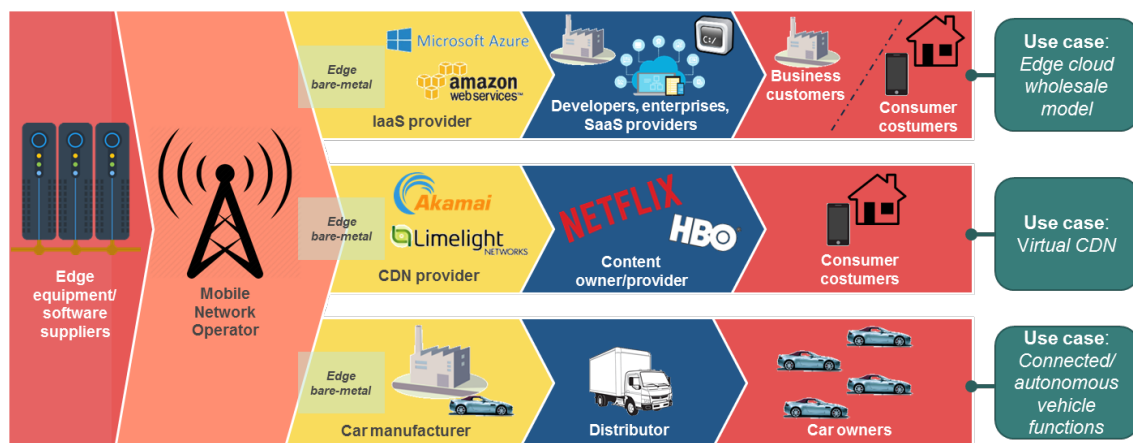 Edge
equipment/
software
suppliers
Mobile
Network
Operator
Edge
bare-metal
Microsoft Azure
amazon
web services™
IaaS provider
C:/
Developers, enterprises,
SaaS providers
Business
customers
Consumer
costumers
Use case:
Edge cloud
wholesale
model
Edge
bare-metal
Akamai
Limelight
NETWORKS
CDN provider
NETFLIX
HBO
Content
owner/provider
Consumer
costumers
Use case:
Virtual CDN
Edge
bare-metal
Car manufacturer
Distributor
Car owners
Use case:
Connected/
autonomous
vehicle
functions